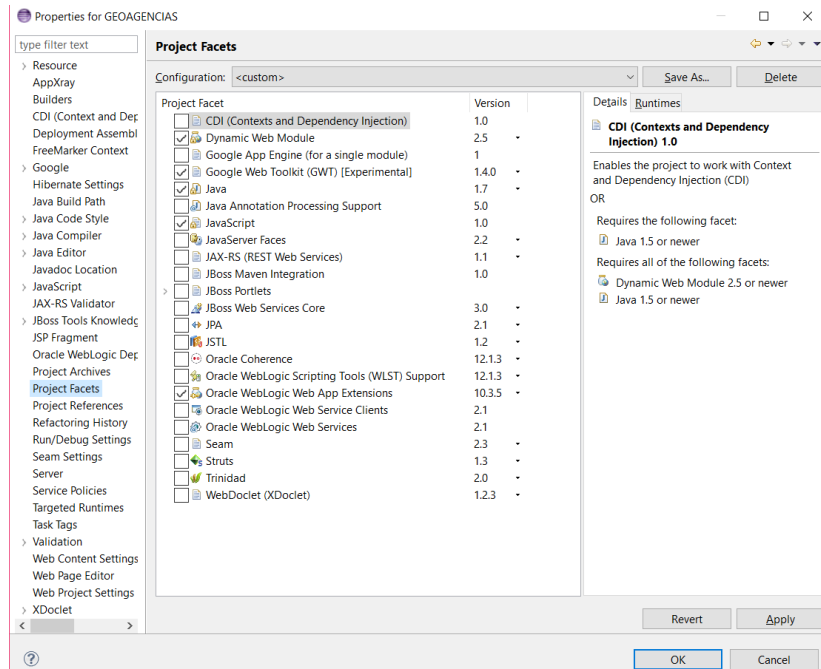 Properties for GEOAGENCIAS
type filter text
Resource
AppXray
Builders
CDI (Context and Dep
Deployment Assembl
FreeMarker Context
Google
Hibernate Settings
Java Build Path
Java Code Style
Java Compiler
Java Editor
Javadoc Location
JavaScript
JAX-RS Validator
JBoss Tools Knowledg
JSP Fragment
Oracle WebLogic Dep
Project Archives
Project Facets
Project References
Refactoring History
Run/Debug Settings
Seam Settings
Server
Service Policies
Targeted Runtimes
Task Tags
Validation
Web Content Settings
Web Page Editor
Web Project Settings
XDoclet
Project Facets
Configuration: <custom> Save As... Delete
Project Facet Version
CDI (Contexts and Dependency Injection) 1.0
Dynamic Web Module 2.5
Google App Engine (for a single module) 1
Google Web Toolkit (GWT) [Experimental] 1.4.0
Java 1.7
Java Annotation Processing Support 5.0
JavaScript 1.0
JavaServer Faces 2.2
JAX-RS (REST Web Services) 1.1
JBoss Maven Integration 1.0
JBoss Portlets
JBoss Web Services Core 3.0
JPA 2.1
JSTL 1.2
Oracle Coherence 12.1.3
Oracle WebLogic Scripting Tools (WLST) Support 12.1.3
Oracle WebLogic Web App Extensions 10.3.5
Oracle WebLogic Web Service Clients 2.1
Oracle WebLogic Web Services 2.1
Seam 2.3
Struts 1.3
Trinidad 2.0
WebDoclet (XDoclet) 1.2.3
Details Runtimes
CDI (Contexts and Dependency
Injection) 1.0
Enables the project to work with Context
and Dependency Injection (CDI)
OR
Requires the following facet:
Java 1.5 or newer
Requires all of the following facets:
Dynamic Web Module 2.5 or newer
Java 1.5 or newer
Revert Apply
OK Cancel